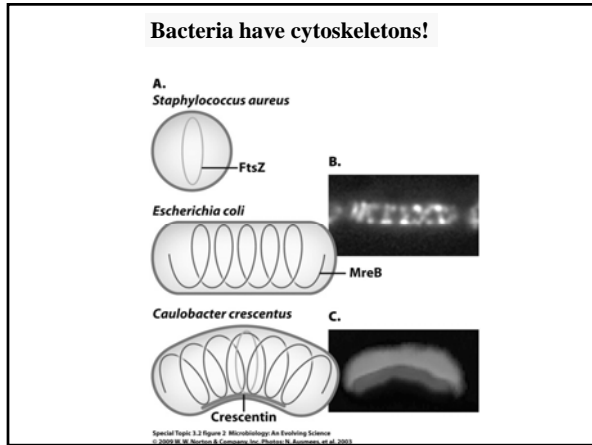 Bacteria have cytoskeletons!
A.
Staphylococcus aureus
FtsZ
B.
Escherichia coli
MreB
Caulobacter crescentus
C.
Crescentin
Special Topic 3.2 figure 2 Microbiology: An Evolving Science
© 2009 W. W. Norton & Company, Inc. Photos: N. Ausmees, et al. 2003